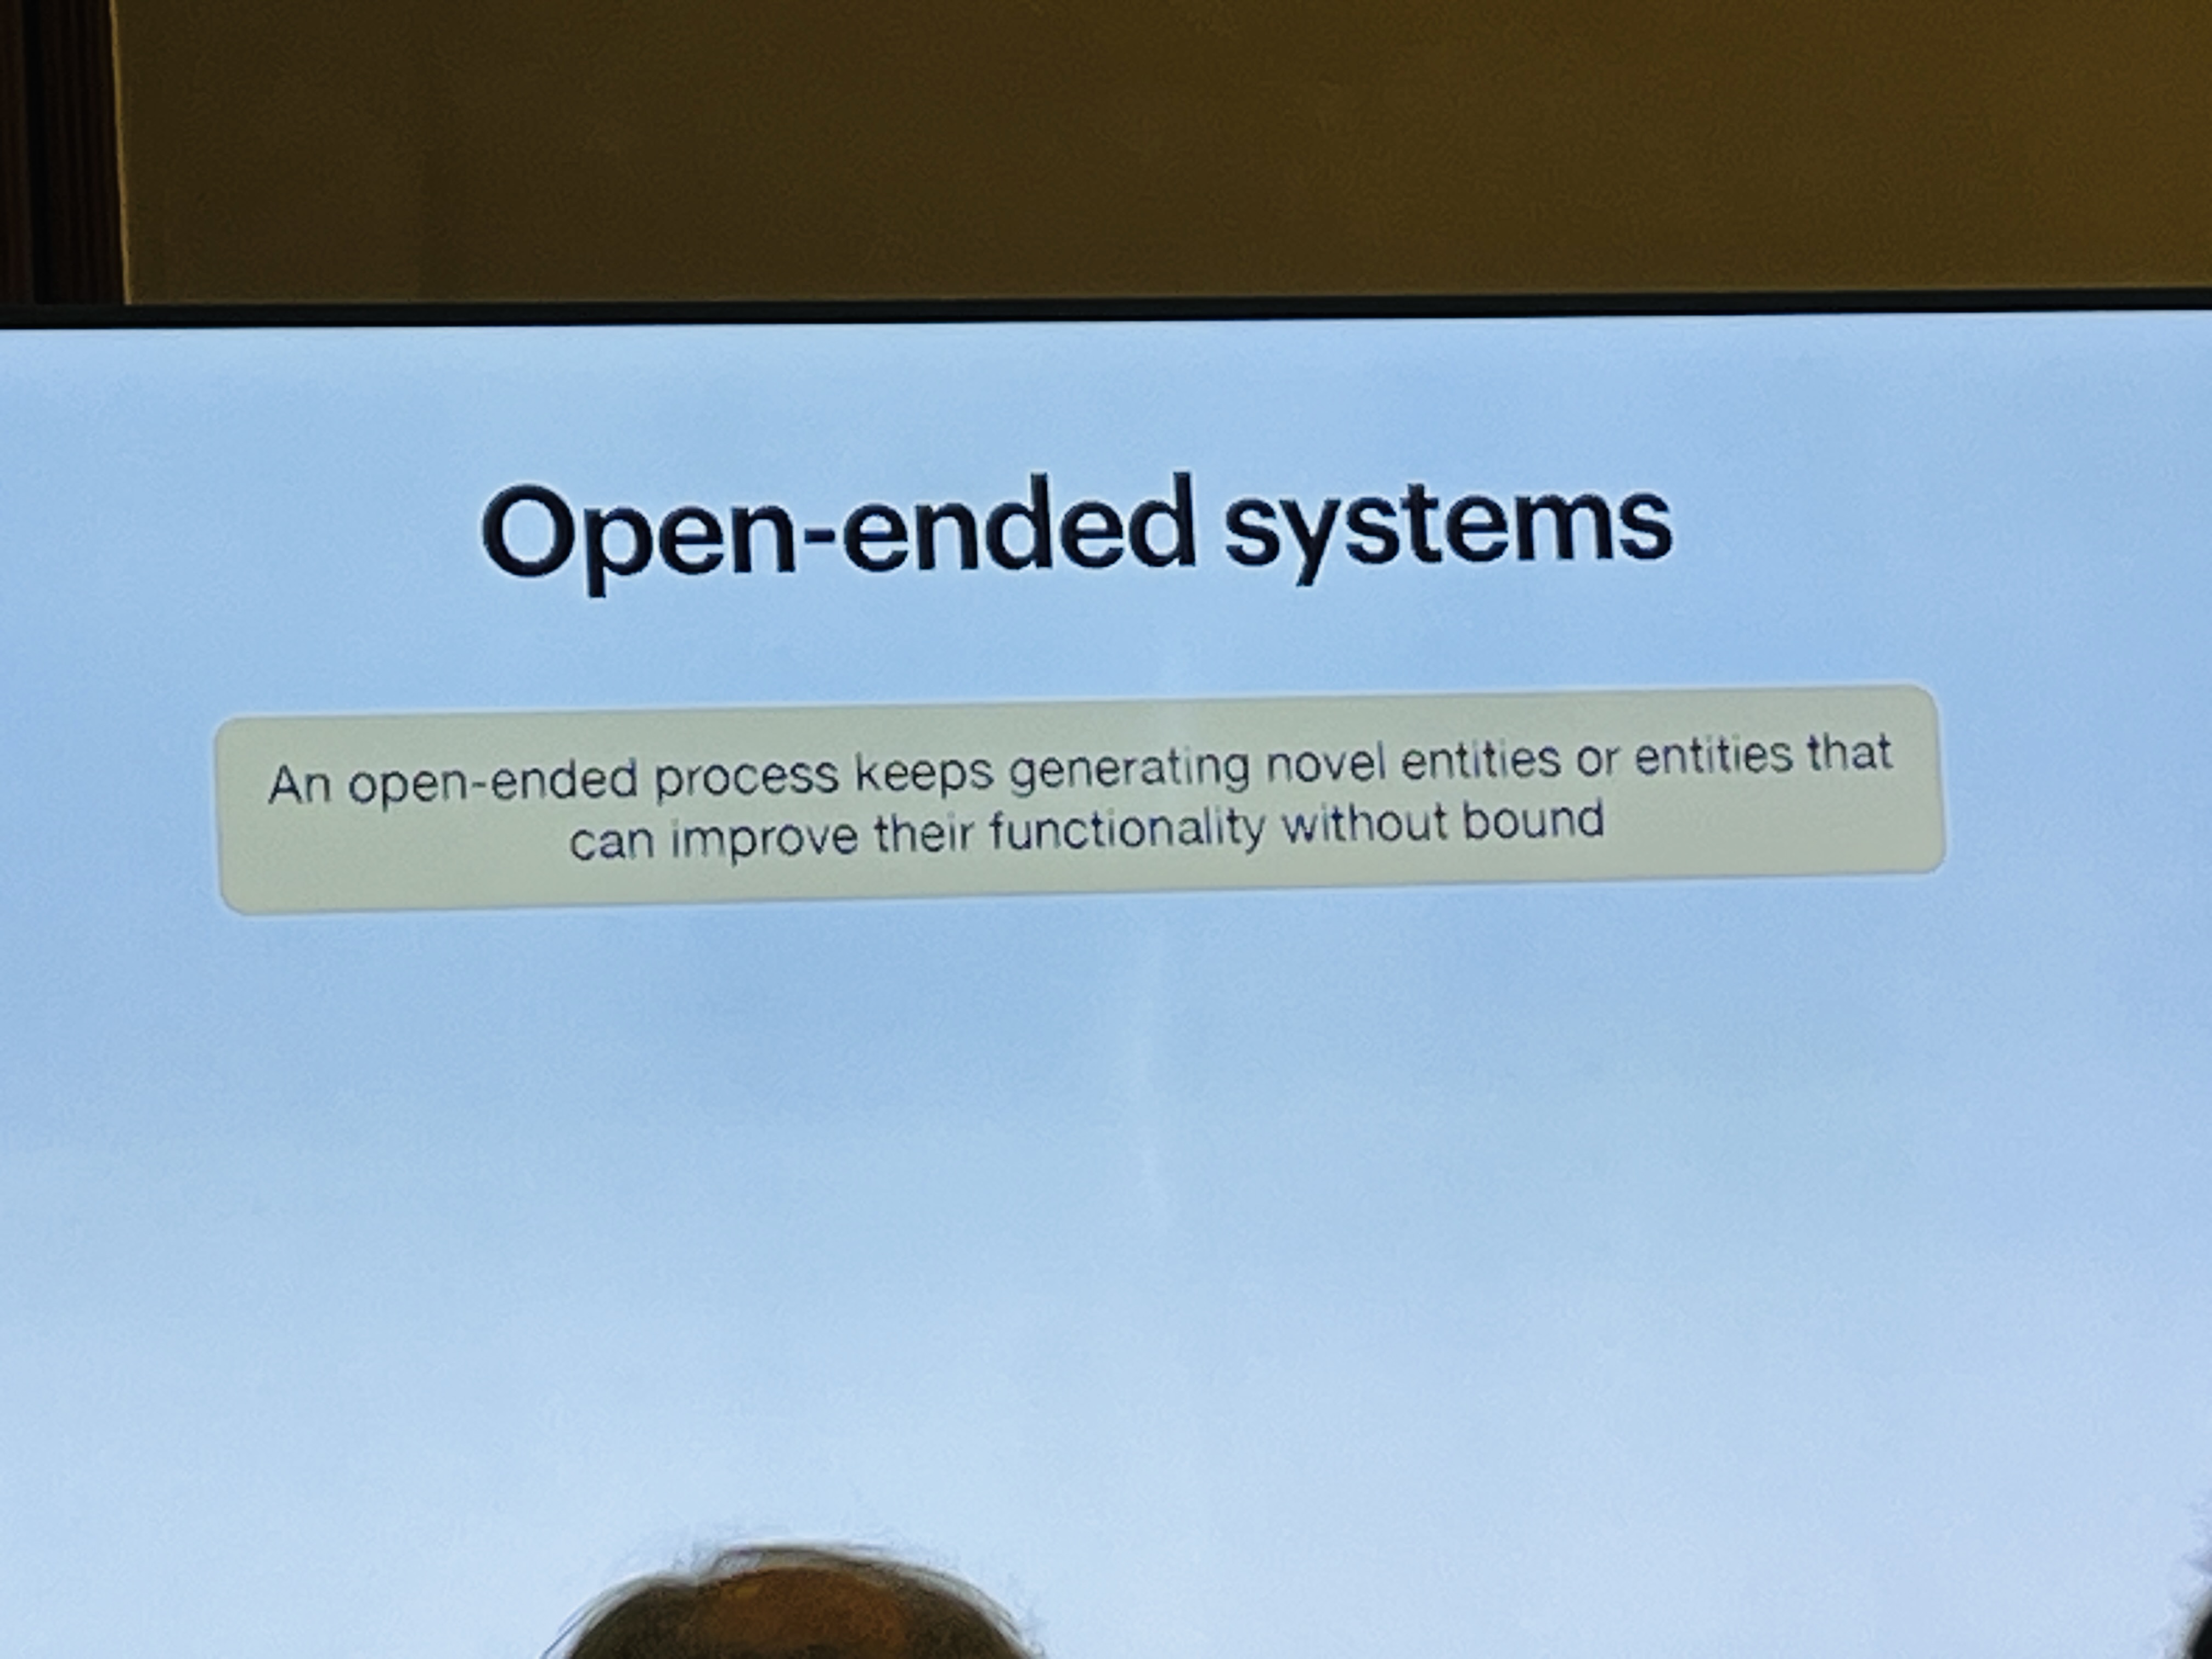 Open-ended systems
An open-ended process keeps generating novel entities or entities that
can improve their functionality without bound